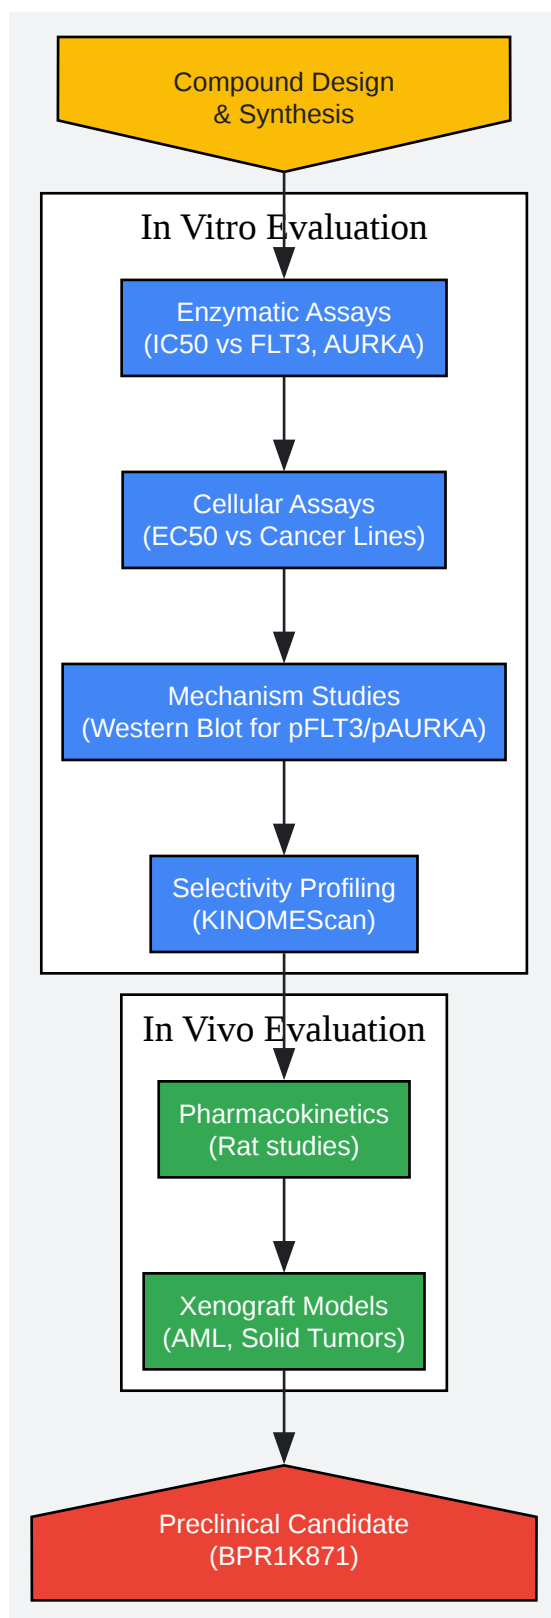 Compound Design
& Synthesis
In Vitro Evaluation
Enzymatic Assays
(IC50 vs FLT3, AURKA)
Cellular Assays
(EC50 vs Cancer Lines)
Mechanism Studies
(Western Blot for pFLT3/pAURKA)
Selectivity Profiling
(KINOMEScan)
In Vivo Evaluation
Pharmacokinetics
(Rat studies)
Xenograft Models
(AML, Solid Tumors)
Preclinical Candidate
(BPR1K871)